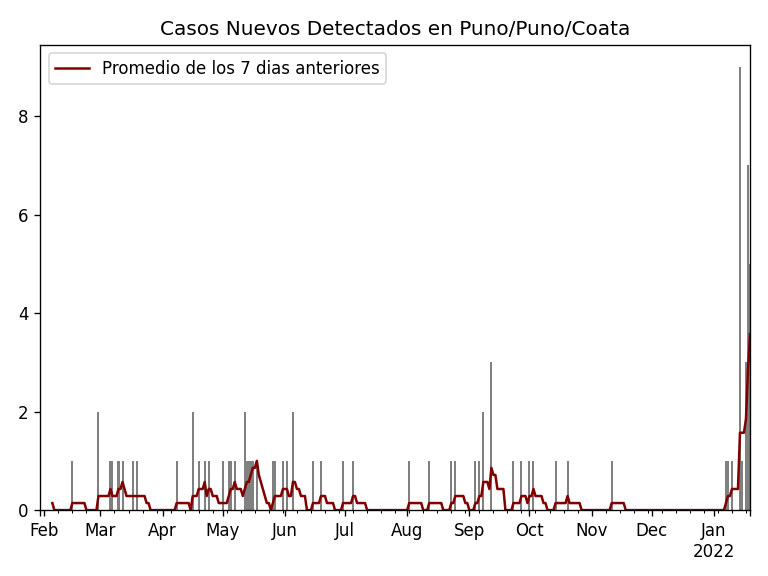 Casos Nuevos Detectados en Puno/Puno/Coata
Promedio de los 7 dias anteriores
8
6
4
2
0
Feb Mar Apr May Jun Jul Aug Sep Oct Nov Dec Jan
2022